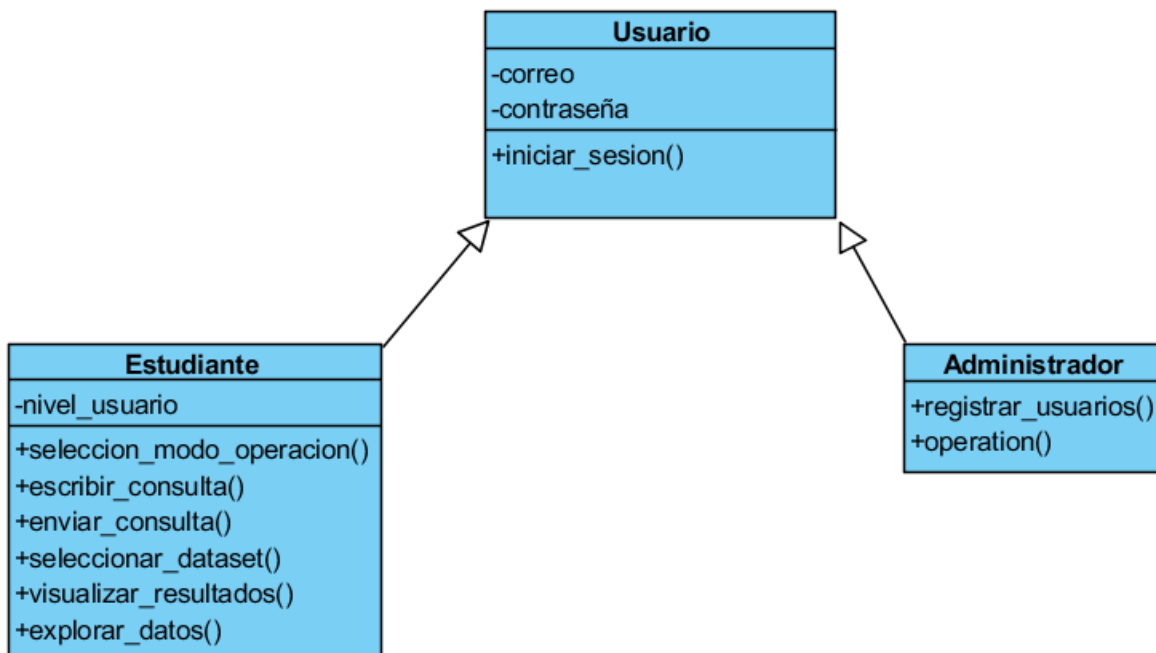 Usuario
-correo
-contraseña
+iniciar_sesion()
Estudiante
-nivel_usuario
+seleccion_modo_operacion()
+escribir_consulta()
+enviar_consulta()
+seleccionar_dataset()
+visualizar_resultados()
+explorar_datos()
Administrador
+registrar_usuarios()
+operation()